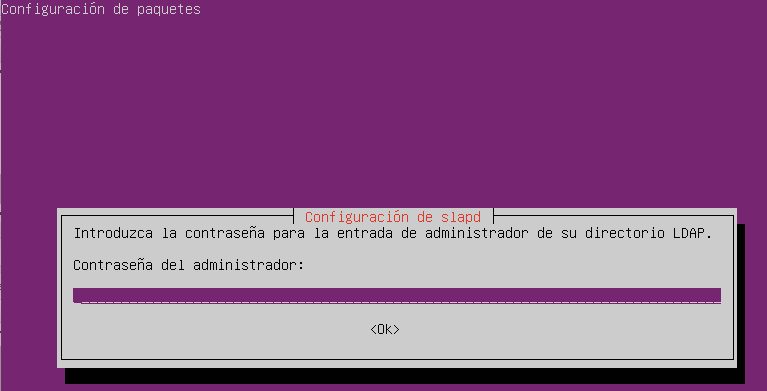 Configuración de paquetes
Configuración de slapd
Introduzca la contraseña para la entrada de administrador de su directorio LDAP.
Contraseña del administrador:
<Ok>